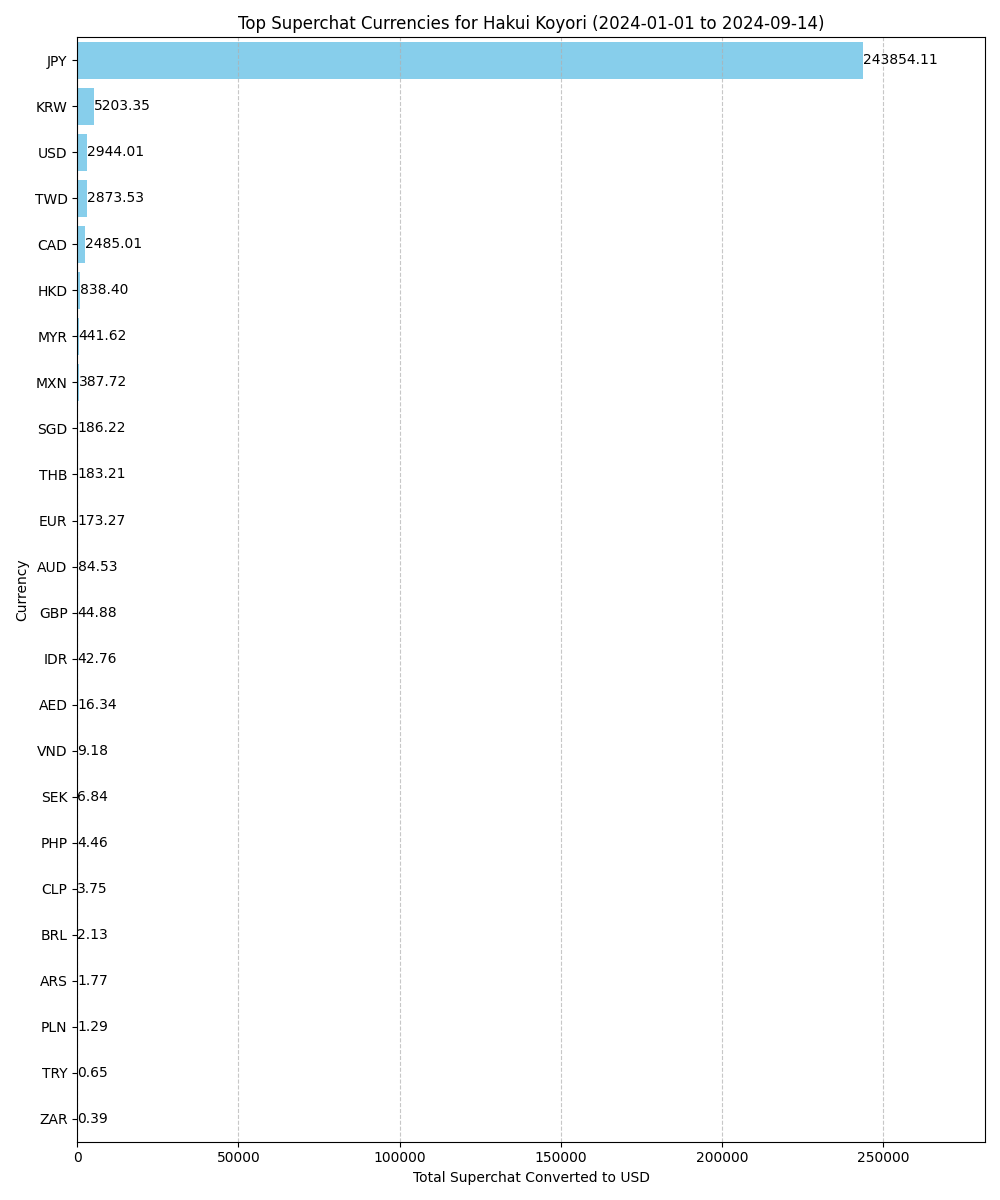 Top Superchat Currencies for Hakui Koyori (2024-01-01 to 2024-09-14)
JPY 243854.11
KRW 5203.35
USD 2944.01
TWD 2873.53
CAD 2485.01
HKD 838.40
MYR 441.62
MXN 387.72
SGD 186.22
THB 183.21
EUR 173.27
AUD 84.53
GBP 44.88
IDR 42.76
AED 16.34
VND 9.18
SEK 6.84
PHP 4.46
CLP 3.75
BRL 2.13
ARS 1.77
PLN 1.29
TRY 0.65
ZAR 0.39
Currency
0 50000 100000 150000 200000 250000
Total Superchat Converted to USD